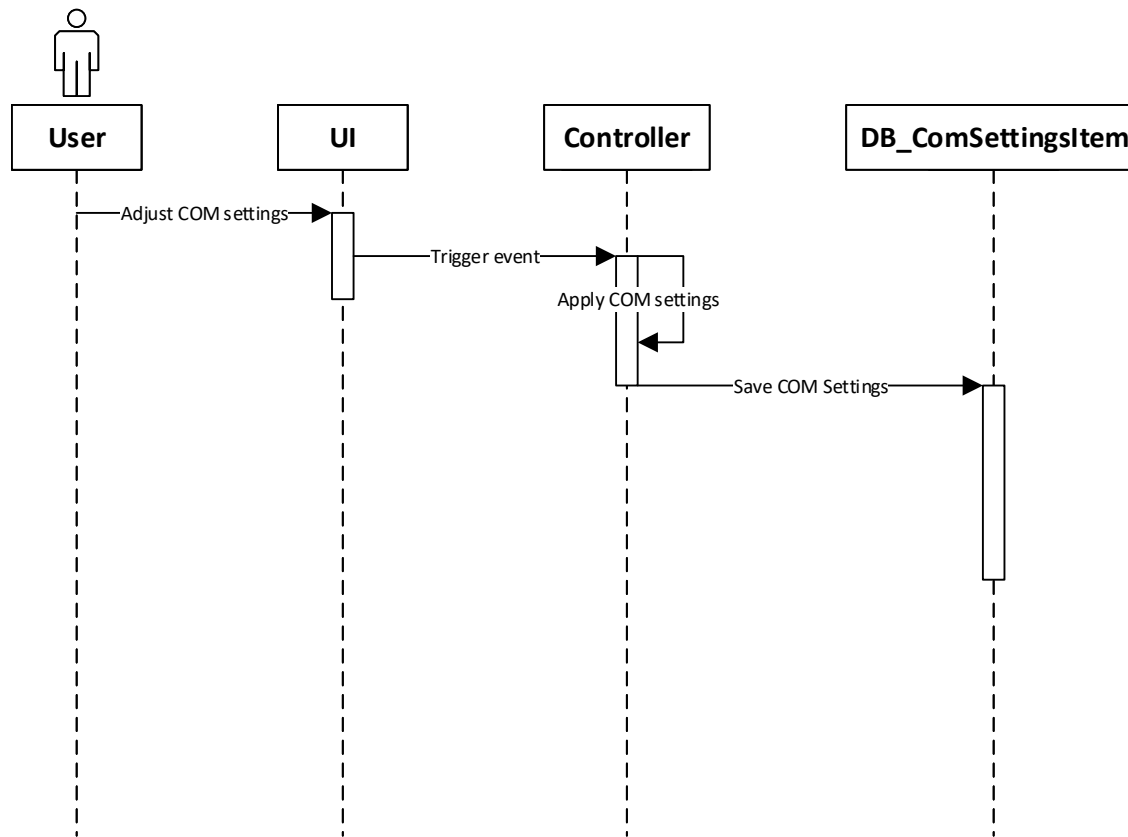 User
UI
Controller
DB_ComSettingsItem
Adjust COM settings
Trigger event
Apply COM settings
Save COM Settings